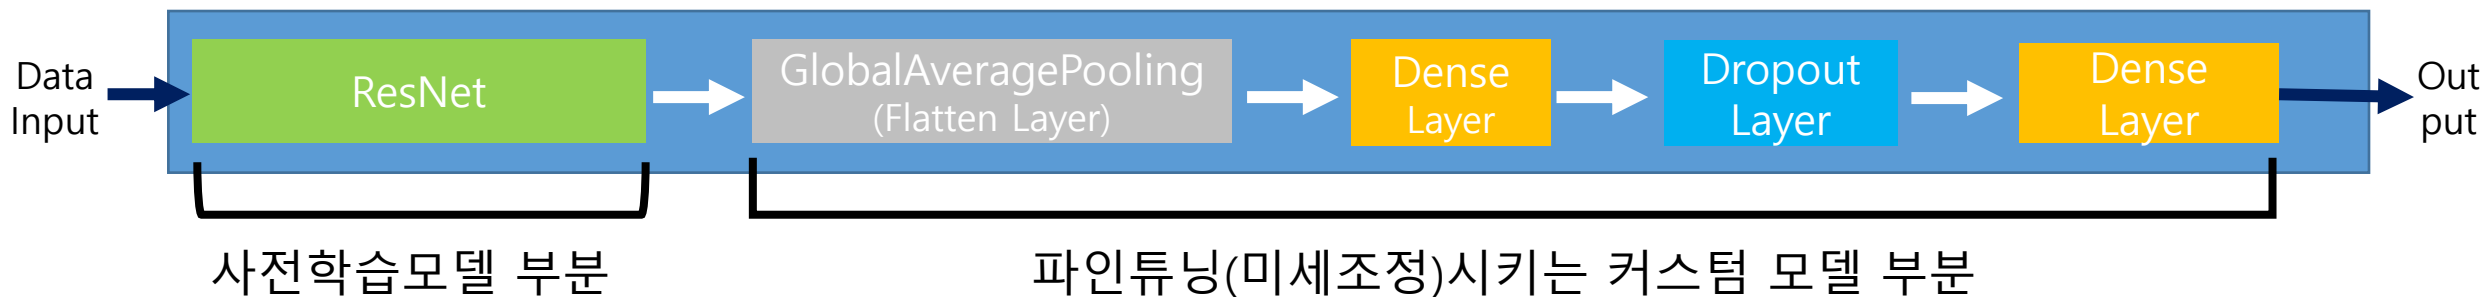 Data
Input
ResNet
GlobalAveragePooling
(Flatten Layer)
Dense
Layer
Dropout
Layer
Dense
Layer
Out
put
사전학습모델 부분
파인튜닝(미세조정)시키는 커스텀 모델 부분